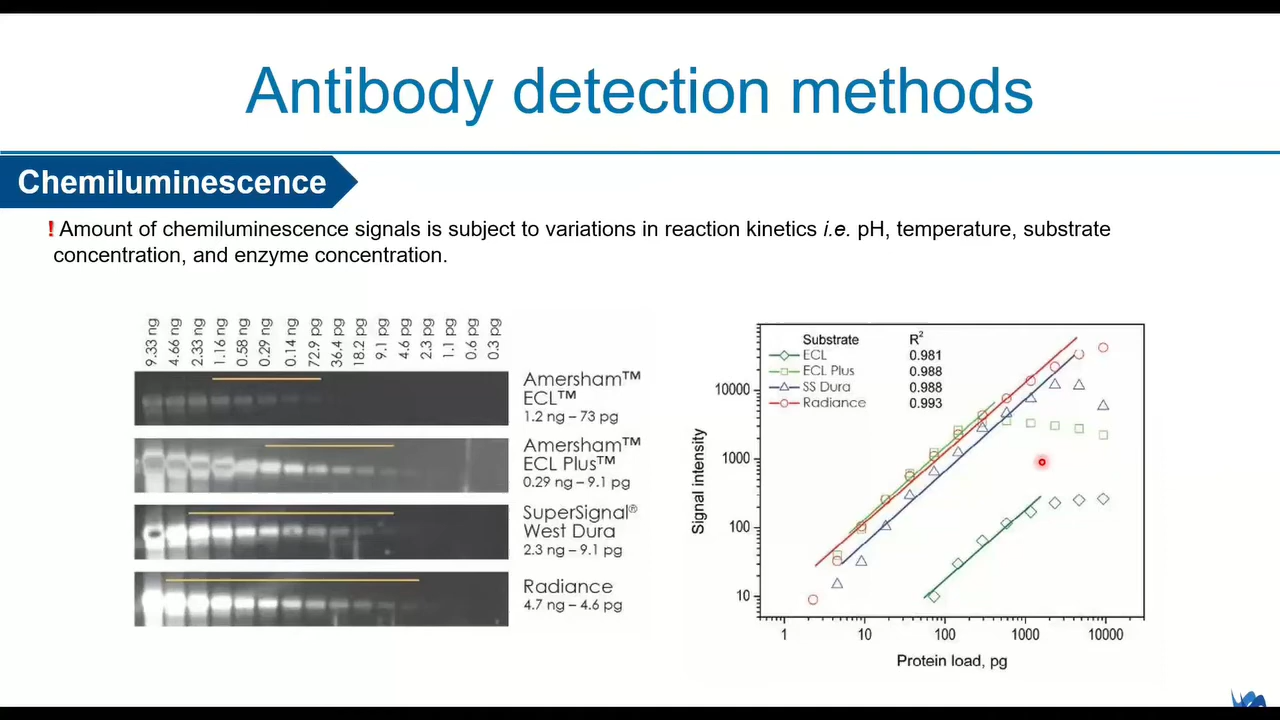 Antibody detection methods
Chemiluminescence
! Amount of chemiluminescence signals is subject to variations in reaction kinetics i.e. pH, temperature, substrate
concentration, and enzyme concentration.
9.33 ng
4.66 ng
2.33 ng
1.16 ng
0.58 ng
0.29 ng
0.14 ng
72.9 pg
36.4 pg
18.2 pg
9.1 pg
4.6 pg
2.3 pg
1.1 pg
0.6 pg
0.3 pg
Amersham™
ECL™
1.2 ng – 73 pg
Amersham™
ECL Plus™
0.29 ng – 9.1 pg
SuperSignal®
West Dura
2.3 ng – 9.1 pg
Radiance
4.7 ng – 4.6 pg
Substrate R²
ECL 0.981
ECL Plus 0.988
SS Dura 0.988
Radiance 0.993
Signal intensity
10000
1000
100
10
1 10 100 1000 10000
Protein load, pg